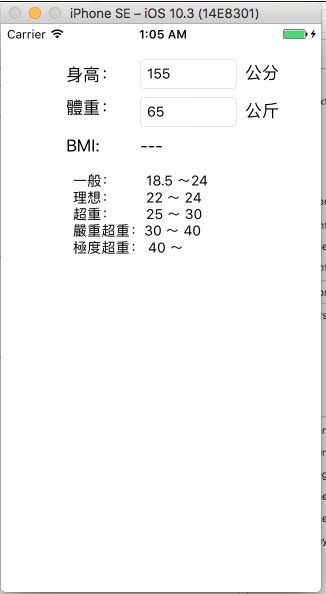 iPhone SE – iOS 10.3 (14E8301)
Carrier 1:05 AM
身高： 155 公分
體重： 65 公斤
BMI: ---
一般： 18.5 ～24
理想： 22 ～ 24
超重： 25 ～ 30
嚴重超重： 30 ～ 40
極度超重： 40 ～